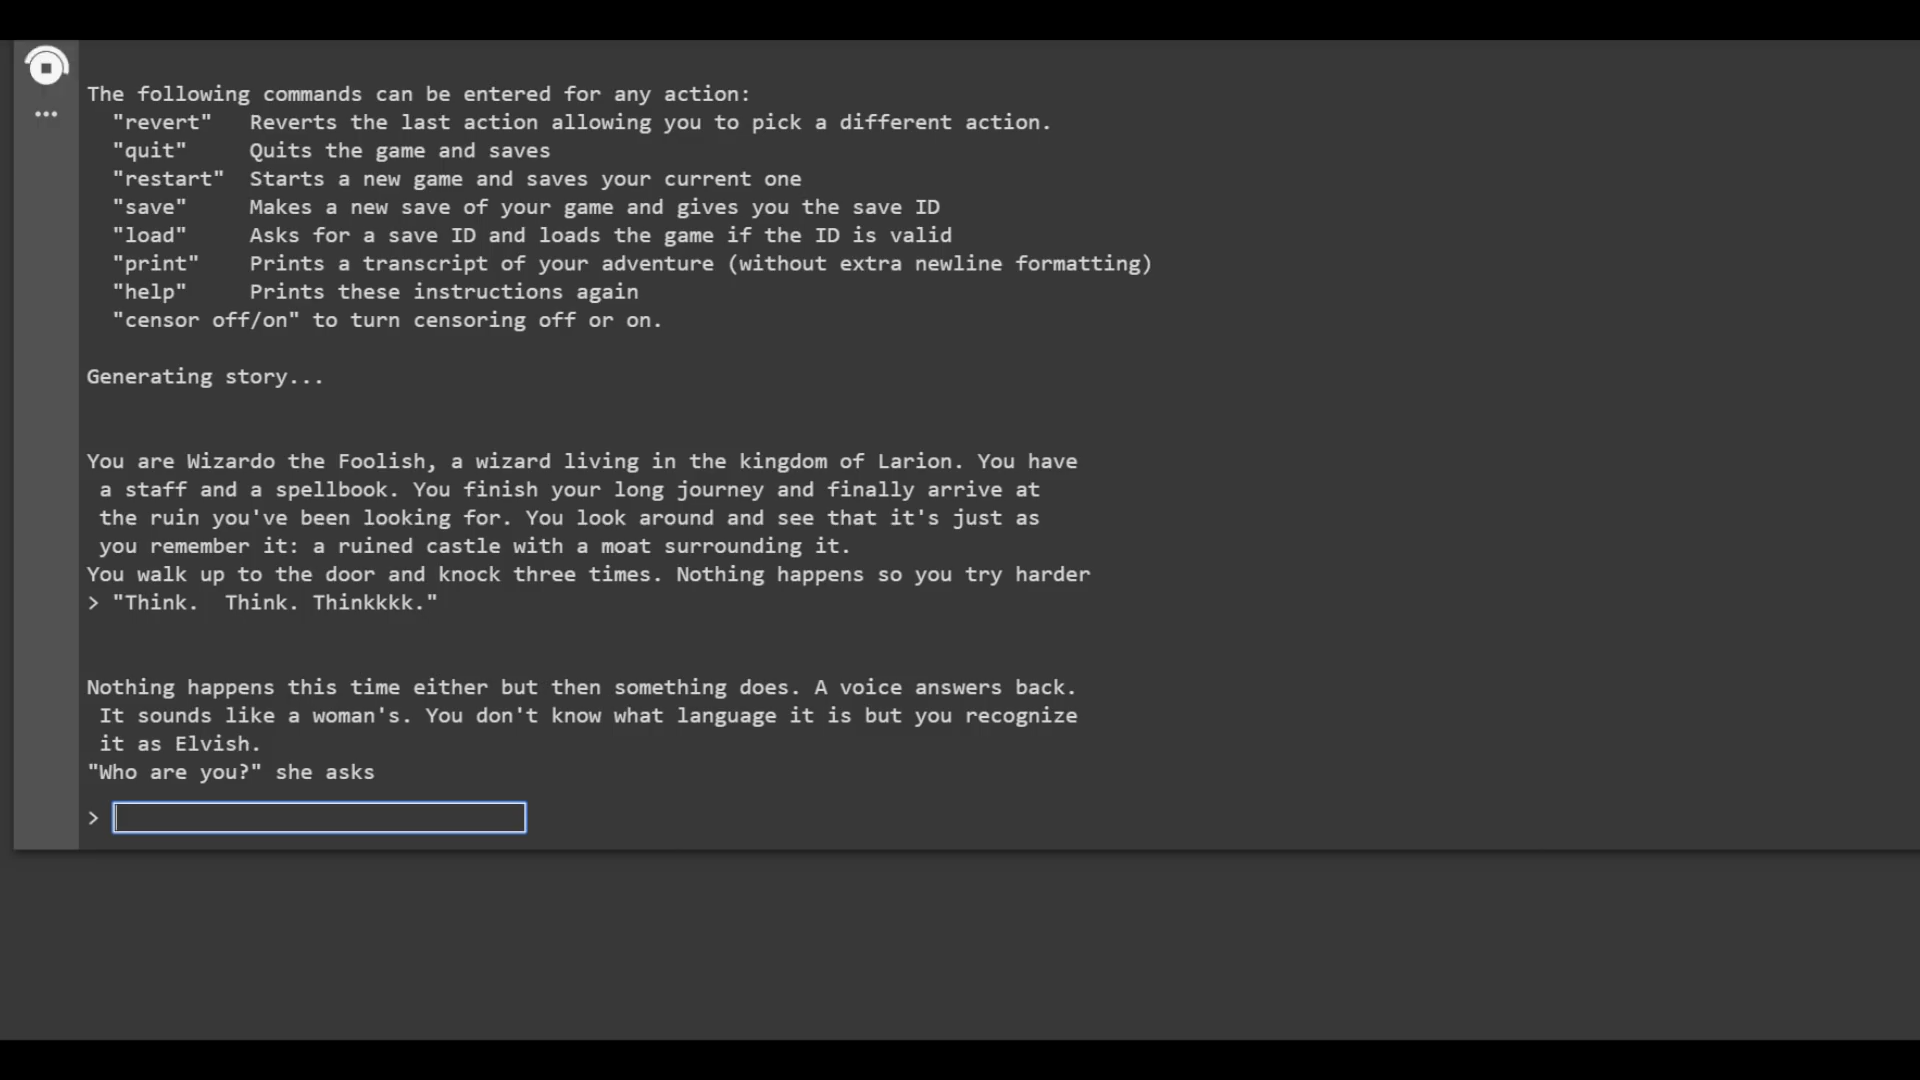 The following commands can be entered for any action:
"revert"   Reverts the last action allowing you to pick a different action.
"quit"     Quits the game and saves
"restart"  Starts a new game and saves your current one
"save"     Makes a new save of your game and gives you the save ID
"load"     Asks for a save ID and loads the game if the ID is valid
"print"    Prints a transcript of your adventure (without extra newline formatting)
"help"     Prints these instructions again
"censor off/on" to turn censoring off or on.
Generating story...
You are Wizardo the Foolish, a wizard living in the kingdom of Larion. You have
a staff and a spellbook. You finish your long journey and finally arrive at
the ruin you've been looking for. You look around and see that it's just as
you remember it: a ruined castle with a moat surrounding it.
You walk up to the door and knock three times. Nothing happens so you try harder
> "Think.  Think. Thinkkkk."
Nothing happens this time either but then something does. A voice answers back.
It sounds like a woman's. You don't know what language it is but you recognize
it as Elvish.
"Who are you?" she asks
>